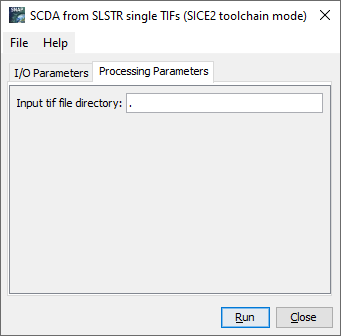 SNAP
SCDA from SLSTR single TIFs (SICE2 toolchain mode)
File Help
I/O Parameters Processing Parameters
Input tif file directory: .
Run Close